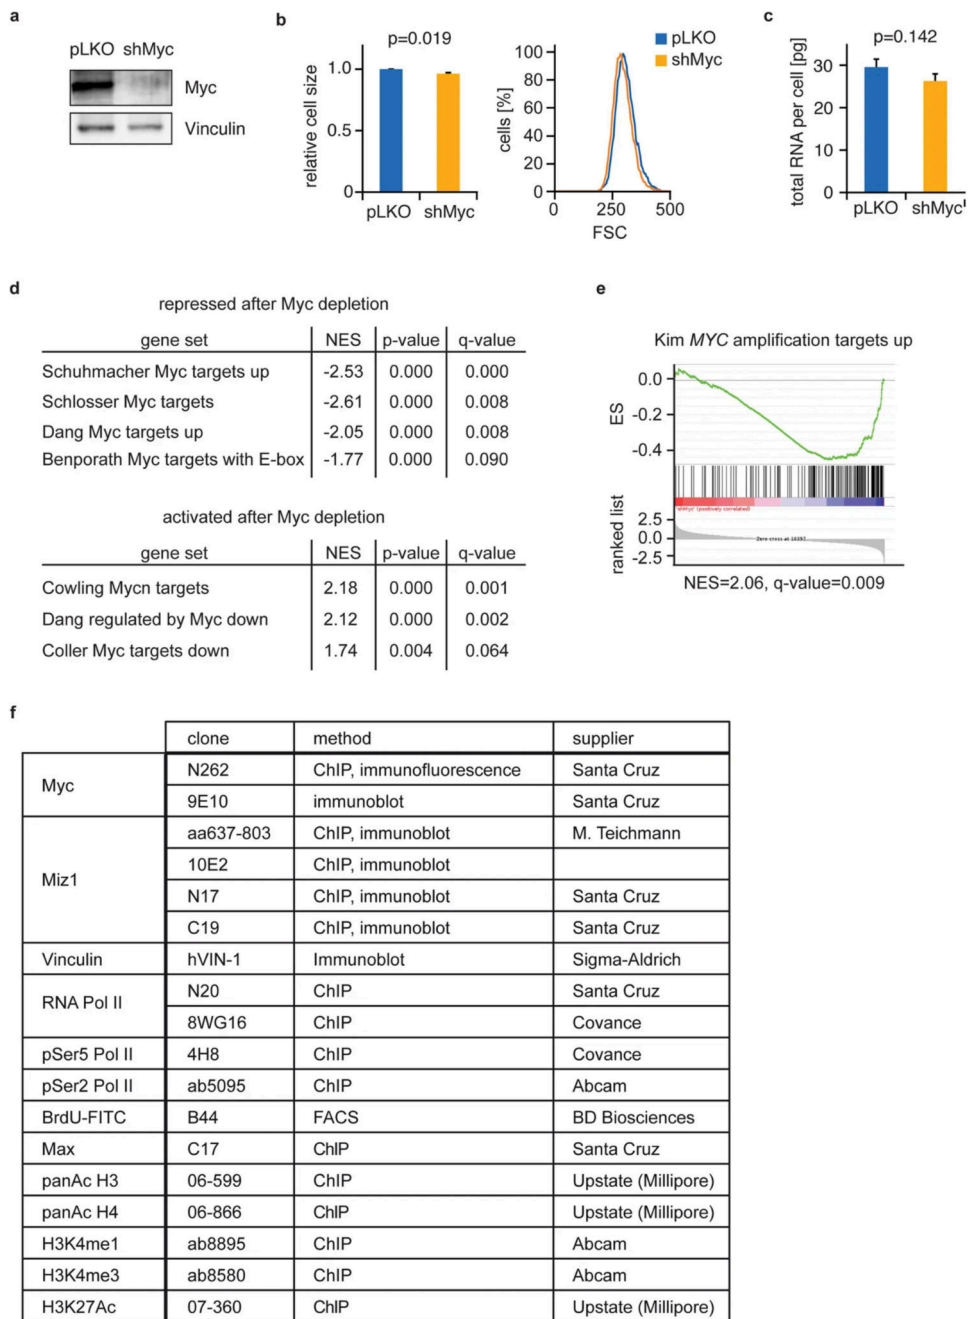 a
pLKO shMyc
Myc
Vinculin
b
p=0.019
relative cell size
1
0.5
0
pLKO shMyc
pLKO
shMyc
cells [%]
100
80
60
40
20
0
0 250 500
FSC
c
p=0.142
total RNA per cell [pg]
30
20
10
0
pLKO shMyc
d
repressed after Myc depletion
gene set NES p-value q-value
Schuhmacher Myc targets up -2.53 0.000 0.000
Schlosser Myc targets -2.61 0.000 0.008
Dang Myc targets up -2.05 0.000 0.008
Benporath Myc targets with E-box -1.77 0.000 0.090
activated after Myc depletion
gene set NES p-value q-value
Cowling Mycn targets 2.18 0.000 0.001
Dang regulated by Myc down 2.12 0.000 0.002
Coller Myc targets down 1.74 0.004 0.064
e
Kim MYC amplification targets up
ES
0.0
-0.2
-0.4
'shMyc' (positively correlated)
ranked list
2.5
0.0
-2.5
Zero cross at
NES=2.06, q-value=0.009
f
clone method supplier
Myc
N262 ChIP, immunofluorescence Santa Cruz
9E10 immunoblot Santa Cruz
Miz1
aa637-803 ChIP, immunoblot M. Teichmann
10E2 ChIP, immunoblot
N17 ChIP, immunoblot Santa Cruz
C19 ChIP, immunoblot Santa Cruz
Vinculin hVIN-1 Immunoblot Sigma-Aldrich
RNA Pol II
N20 ChIP Santa Cruz
8WG16 ChIP Covance
pSer5 Pol II 4H8 ChIP Covance
pSer2 Pol II ab5095 ChIP Abcam
BrdU-FITC B44 FACS BD Biosciences
Max C17 ChIP Santa Cruz
panAc H3 06-599 ChIP Upstate (Millipore)
panAc H4 06-866 ChIP Upstate (Millipore)
H3K4me1 ab8895 ChIP Abcam
H3K4me3 ab8580 ChIP Abcam
H3K27Ac 07-360 ChIP Upstate (Millipore)